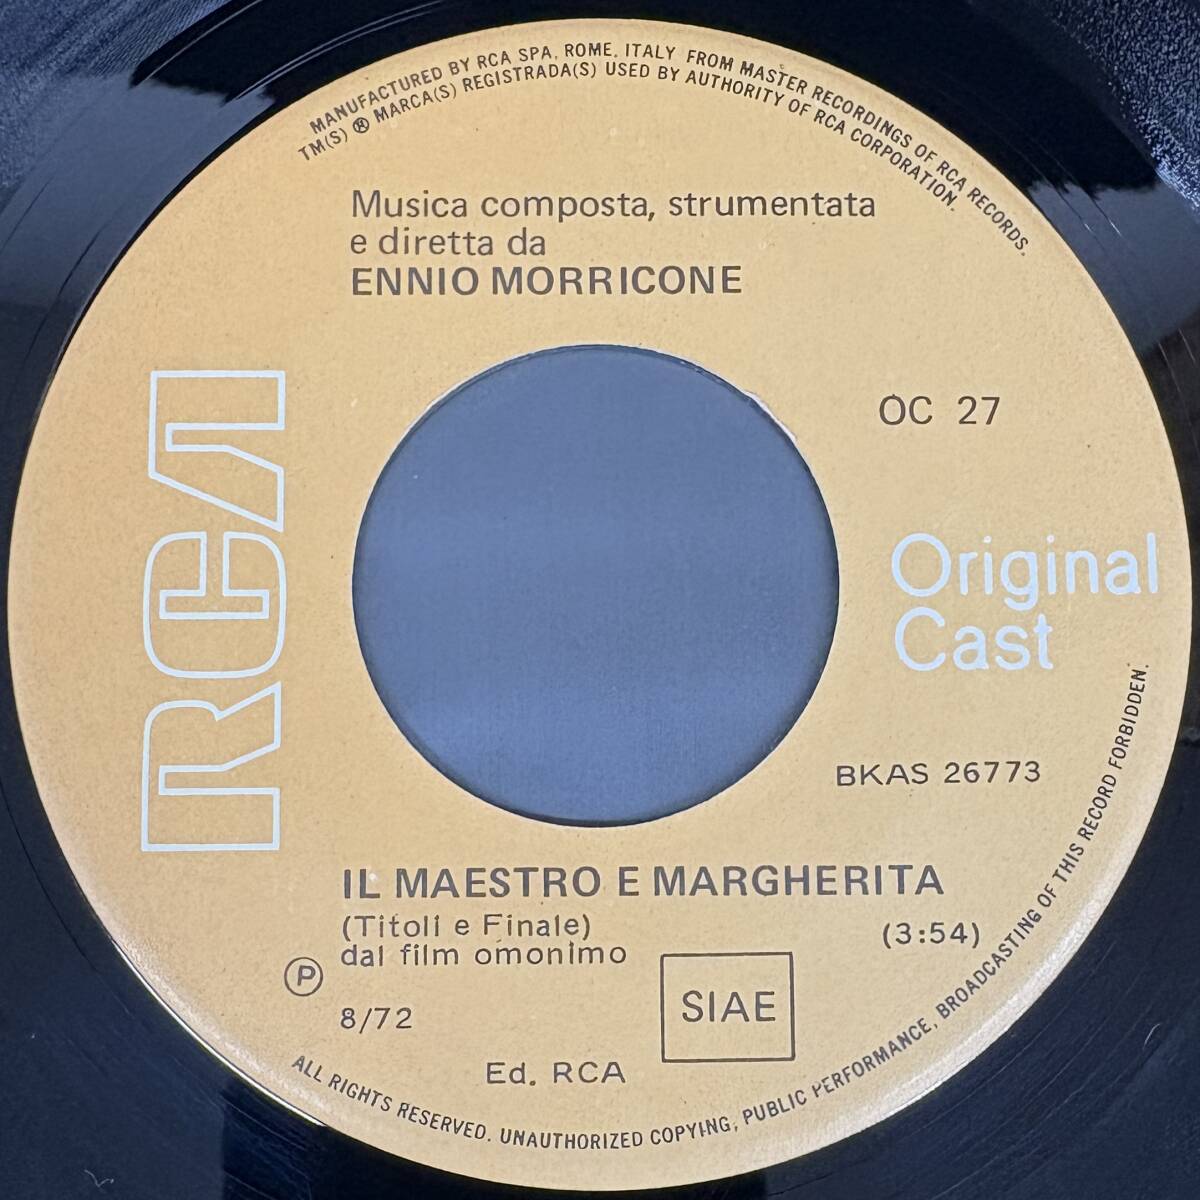 MANUFACTURED BY RCA SPA, ROME, ITALY FROM MASTER RECORDINGS OF RCA RECORDS.
TM(S) ® MARCA(S) REGISTRADA(S) USED BY AUTHORITY OF RCA CORPORATION.
Musica composta, strumentata
e diretta da
ENNIO MORRICONE
RCA
OC 27
Original
Cast
BKAS 26773
IL MAESTRO E MARGHERITA
(Titoli e Finale)
dal film omonimo
(3:54)
℗
8/72
SIAE
Ed. RCA
ALL RIGHTS RESERVED. UNAUTHORIZED COPYING, PUBLIC PERFORMANCE, BROADCASTING OF THIS RECORD FORBIDDEN.